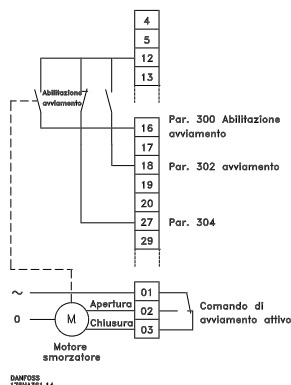 4
5
12
13
Abilitazione
avviamento
16
Par. 300 Abilitazione
avviamento
17
18
Par. 302 avviamento
19
20
27
Par. 304
29
~
01
Apertura
02
Comando di
avviamento attivo
0
M
Chiusura
03
Motore
smorzatore
DANFOSS